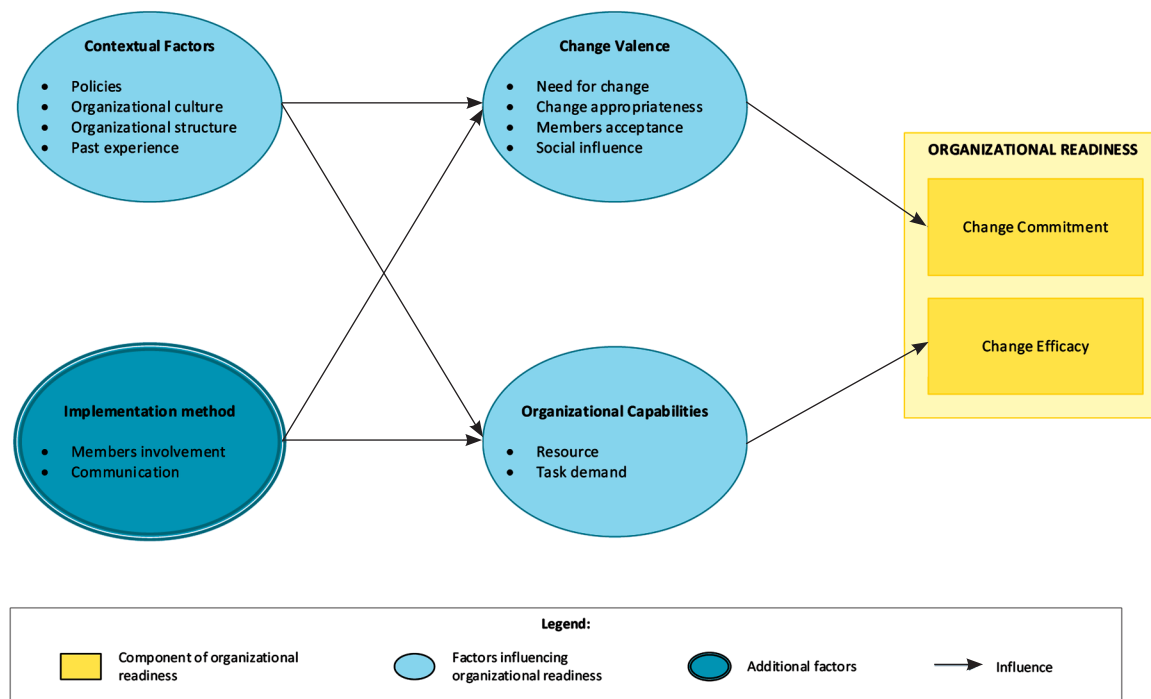 Contextual Factors
• Policies
• Organizational culture
• Organizational structure
• Past experience
Change Valence
• Need for change
• Change appropriateness
• Members acceptance
• Social influence
ORGANIZATIONAL READINESS
Change Commitment
Change Efficacy
Implementation method
• Members involvement
• Communication
Organizational Capabilities
• Resource
• Task demand
Legend:
Component of organizational
readiness
Factors influencing
organizational readiness
Additional factors
Influence